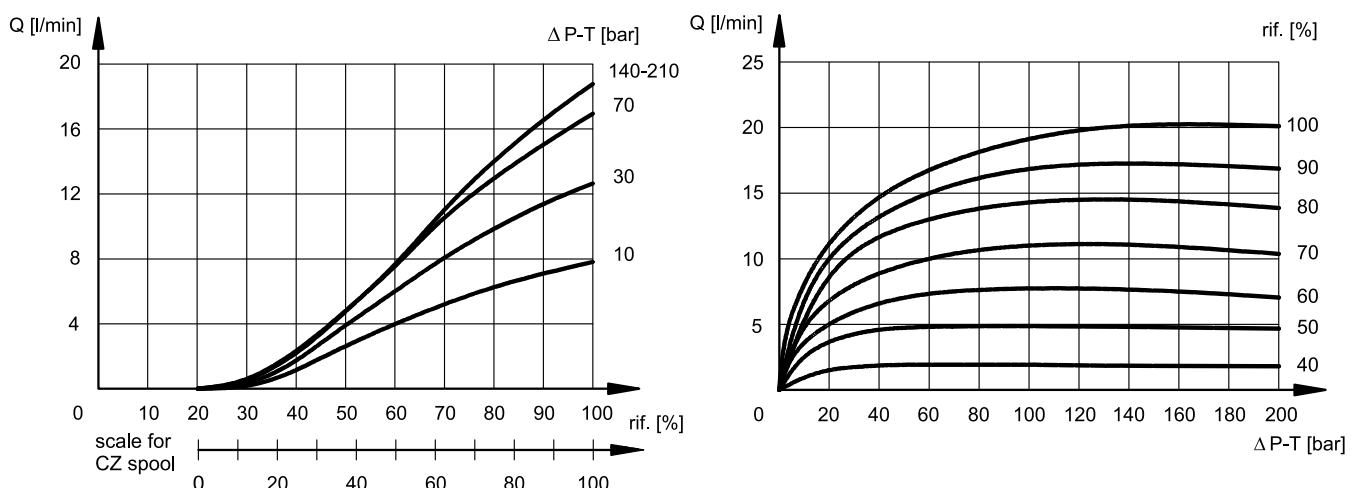 Q [l/min]
Δ P-T [bar]
20
16
12
8
4
140-210
70
30
10
0 10 20 30 40 50 60 70 80 90 100
rif. [%]
scale for
CZ spool
0 20 40 60 80 100
Q [l/min]
rif. [%]
25
20
15
10
5
100
90
80
70
60
50
40
0 20 40 60 80 100 120 140 160 180 200
Δ P-T [bar]